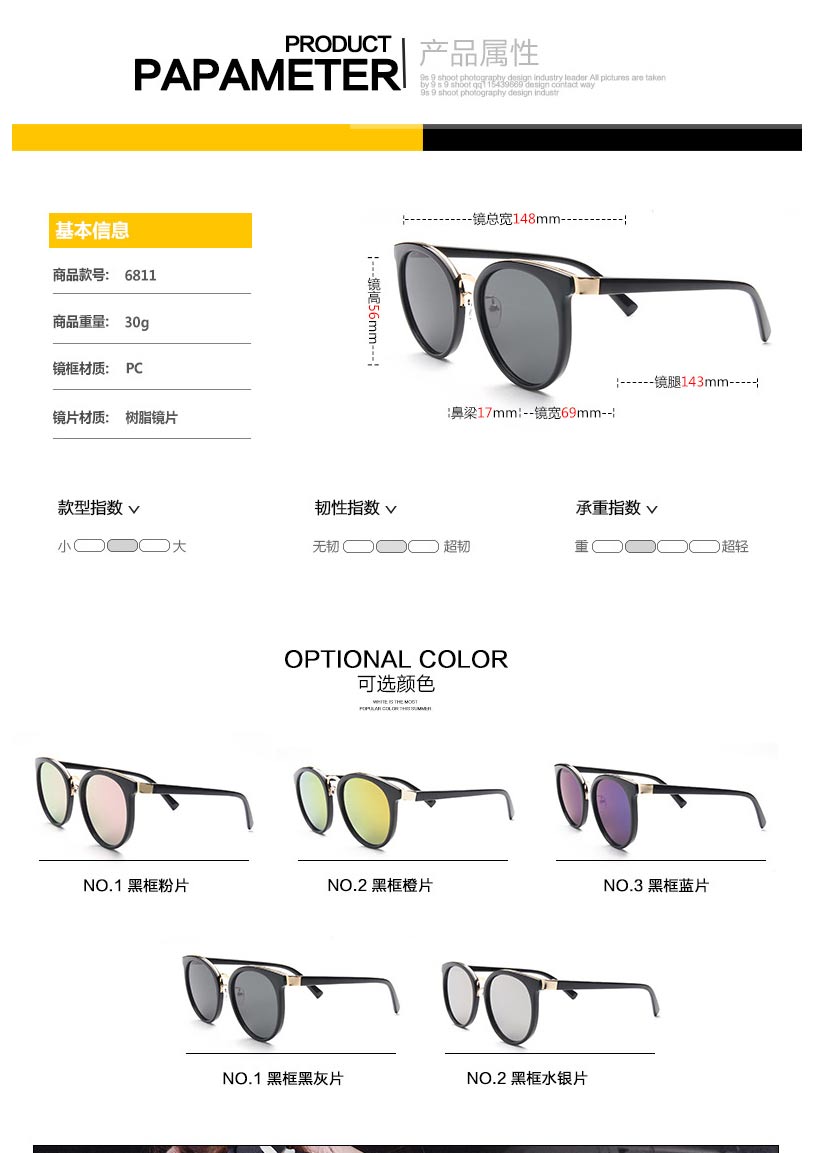 PRODUCT
PAPAMETER
产品属性
9s 9 shoot photography design industry leader All pictures are taken
by 9 s 9 shoot qq115439669 design contact way
9s 9 shoot photography design industr
基本信息
商品款号: 6811
商品重量: 30g
镜框材质: PC
镜片材质: 树脂镜片
镜总宽148mm
镜高56mm
镜腿143mm
鼻梁17mm
镜宽69mm
款型指数
小 大
韧性指数
无韧 超韧
承重指数
重 超轻
OPTIONAL COLOR
可选颜色
WHITE IS THE MOST
POPULAR COLOR THIS SUMMER
NO.1 黑框粉片
NO.2 黑框橙片
NO.3 黑框蓝片
NO.1 黑框黑灰片
NO.2 黑框水银片